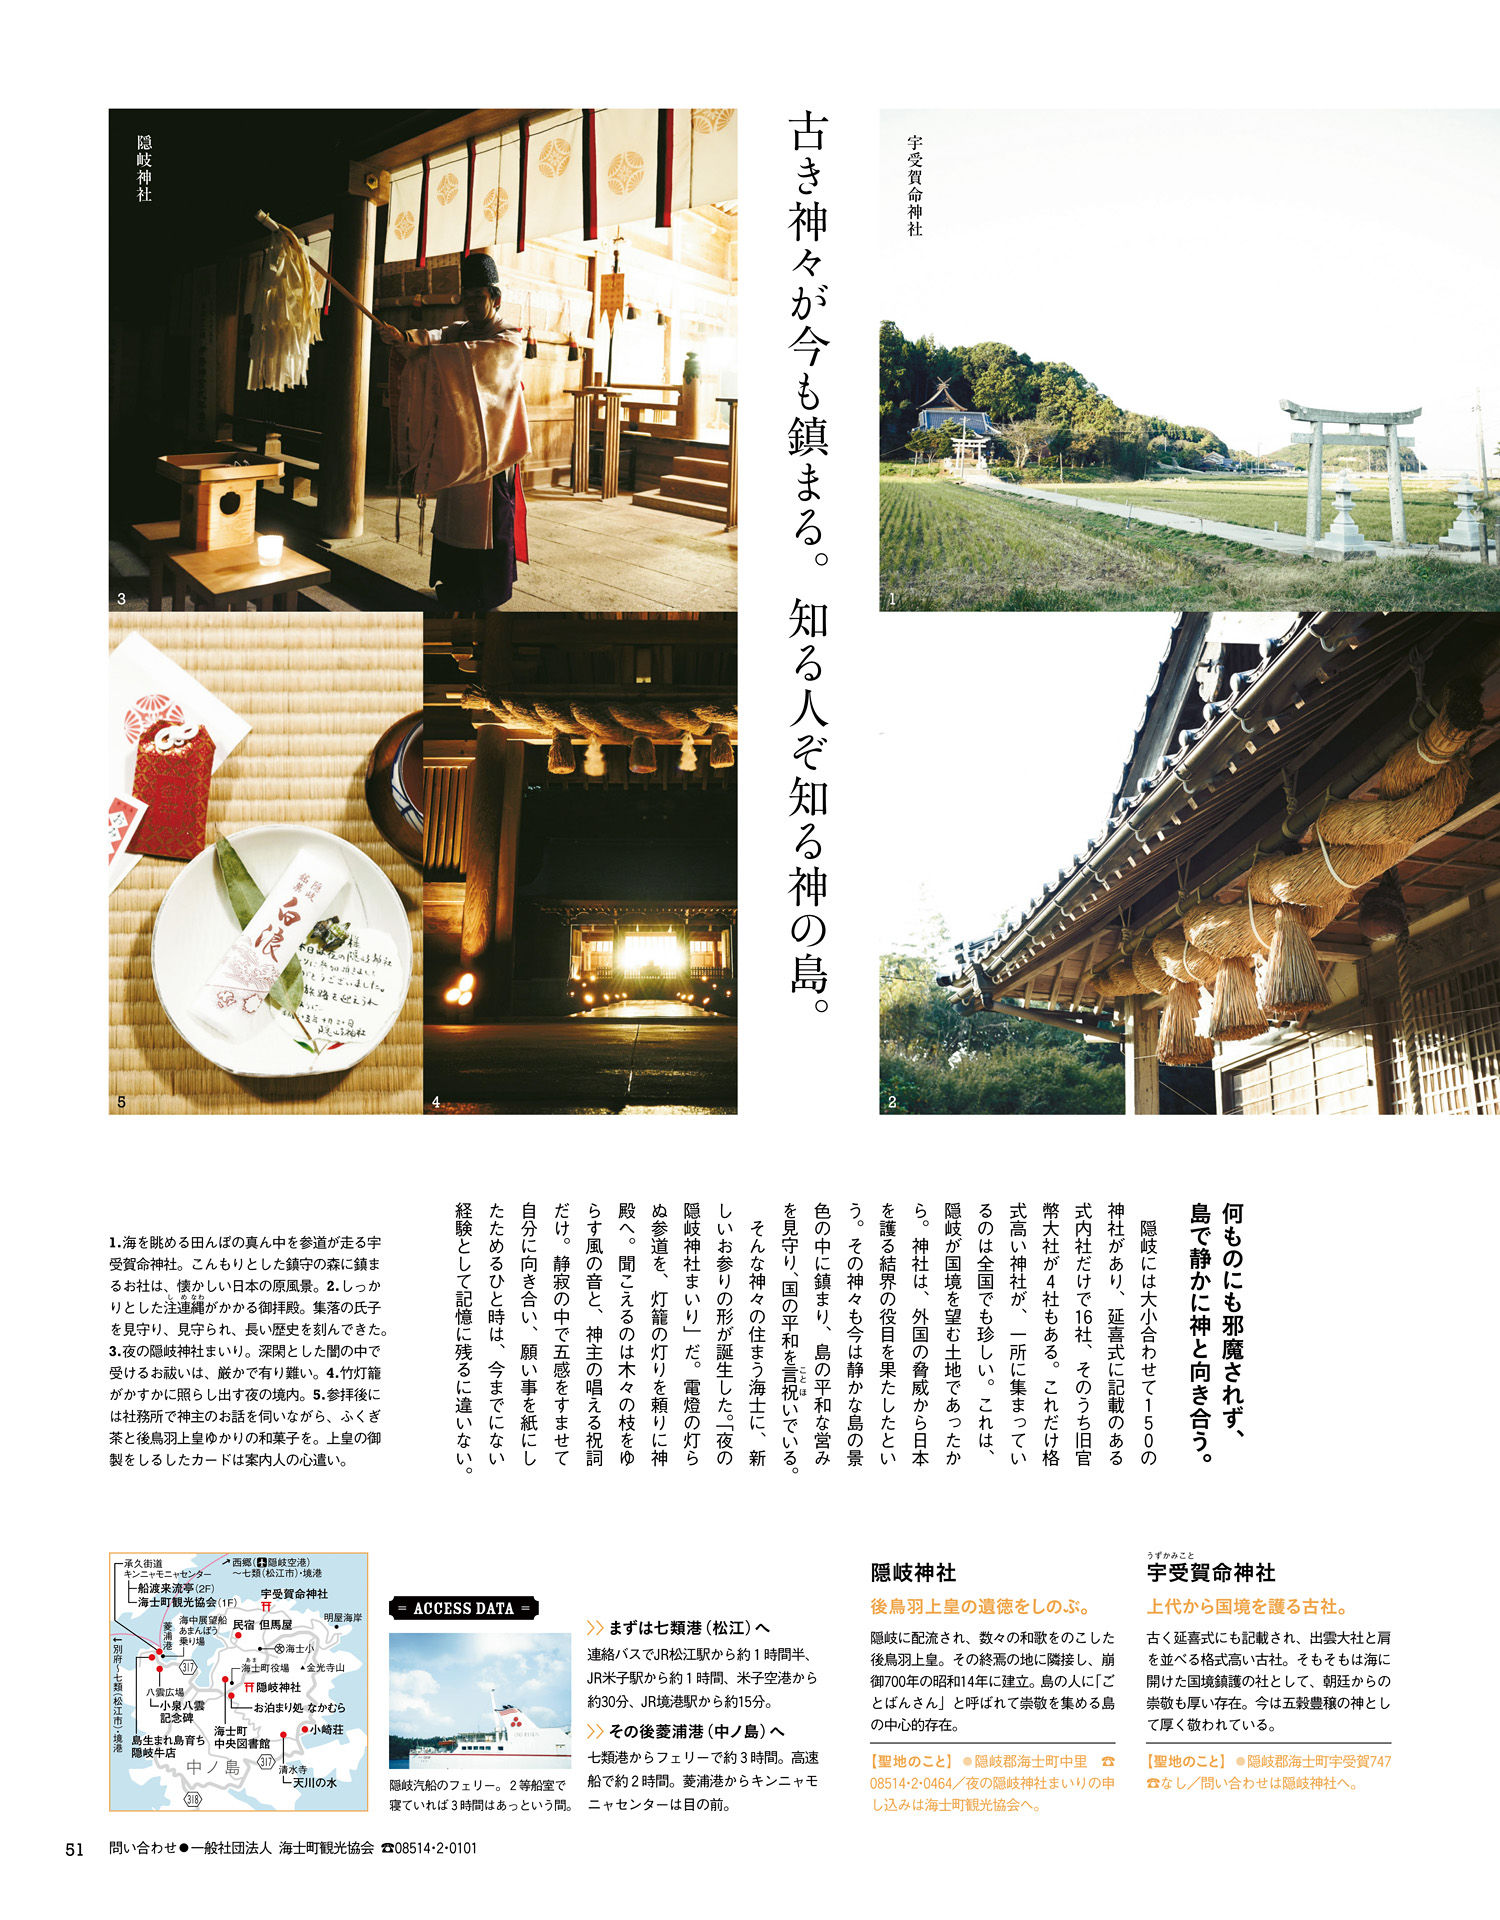 宇受賀命神社
1
2
古き神々が今も鎮まる。知る人ぞ知る神の島。
隠岐神社
3
4
5
隠岐
銘菓
白浪
何ものにも邪魔されず、
島で静かに神と向き合う。
隠岐には大小合わせて150の
神社があり、延喜式に記載のある
式内社だけで16社、そのうち旧官
幣大社が4社もある。これだけ格
式高い神社が、一所に集まってい
るのは全国でも珍しい。これは、
隠岐が国境を望む土地であったか
ら。神社は、外国の脅威から日本
を護る結界の役目を果たしたとい
う。その神々も今は静かな島の景
色の中に鎮まり、島の平和な営み
を見守り、国の平和を言祝いでいる。
ことほ
そんな神々の住まう海士に、新
しいお参りの形が誕生した。「夜の
隠岐神社まいり」だ。電燈の灯ら
ぬ参道を、灯籠の灯りを頼りに神
殿へ。聞こえるのは木々の枝をゆ
らす風の音と、神主の唱える祝詞
だけ。静寂の中で五感をすませて
自分に向き合い、願い事を紙にし
たためるひと時は、今までにない
経験として記憶に残るに違いない。
1.海を眺める田んぼの真ん中を参道が走る宇
受賀命神社。こんもりとした鎮守の森に鎮ま
るお社は、懐かしい日本の原風景。2.しっか
りとした注連縄がかかる御拝殿。集落の氏子
しめなわ
を見守り、見守られ、長い歴史を刻んできた。
3.夜の隠岐神社まいり。深閑とした闇の中で
受けるお祓いは、厳かで有り難い。4.竹灯籠
がかすかに照らし出す夜の境内。5.参拝後に
は社務所で神主のお話を伺いながら、ふくぎ
茶と後鳥羽上皇ゆかりの和菓子を。上皇の御
製をしるしたカードは案内人の心遣い。
うずかみこと
宇受賀命神社
上代から国境を護る古社。
古く延喜式にも記載され、出雲大社と肩
を並べる格式高い古社。そもそもは海に
開けた国境鎮護の社として、朝廷からの
崇敬も厚い存在。今は五穀豊穣の神とし
て厚く敬われている。
【聖地のこと】●隠岐郡海士町宇受賀747
☎なし／問い合わせは隠岐神社へ。
隠岐神社
後鳥羽上皇の遺徳をしのぶ。
隠岐に配流され、数々の和歌をのこした
後鳥羽上皇。その終焉の地に隣接し、崩
御700年の昭和14年に建立。島の人に「ご
とばんさん」と呼ばれて崇敬を集める島
の中心的存在。
【聖地のこと】●隠岐郡海士町中里 ☎
08514・2・0464／夜の隠岐神社まいりの申
し込みは海士町観光協会へ。
= ACCESS DATA =
隠岐汽船のフェリー。2等船室で
寝ていれば3時間はあっという間。
≫まずは七類港（松江）へ
連絡バスでJR松江駅から約1時間半、
JR米子駅から約1時間、米子空港から
約30分、JR境港駅から約15分。
≫その後菱浦港（中ノ島）へ
七類港からフェリーで約3時間。高速
船で約2時間。菱浦港からキンニャモ
ニャセンターは目の前。
承久街道
キンニャモニャセンター
船渡来流亭(2F)
海士町観光協会(1F)
↗西郷(隠岐空港)
～七類(松江市)・境港
宇受賀命神社
海中展望船
あまんぼう
乗り場
菱浦港
民宿 但馬屋
明屋海岸
海士小
あま
海士町役場
▲金光寺山
317
隠岐神社
八雲広場
お泊まり処 なかむら
小泉八雲
記念碑
小崎荘
海士町
中央図書館
島生まれ島育ち
隠岐牛店
中ノ島
317
清水寺
天川の水
318
←別府～七類(松江市)・境港
51
問い合わせ●一般社団法人 海士町観光協会 ☎08514・2・0101